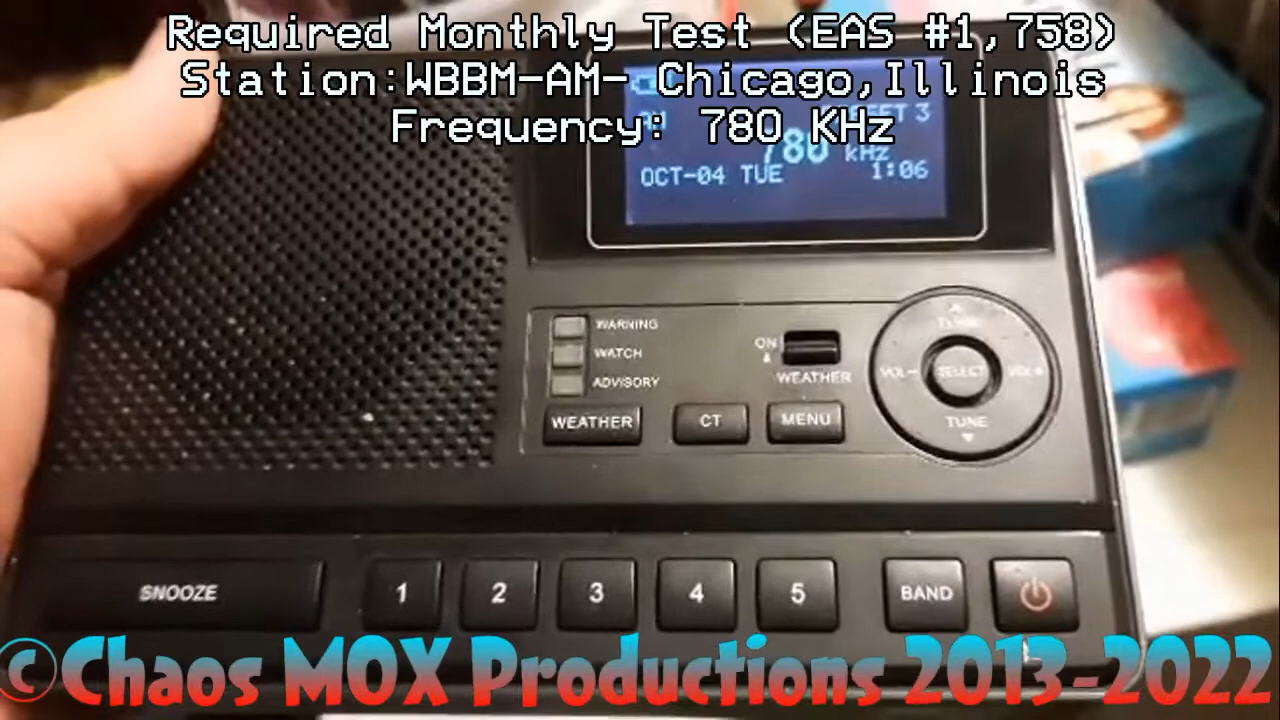 Required Monthly Test (EAS #1,758)
Station:WBBM-AM- Chicago,Illinois
Frequency: 780 KHz
780 kHz
OCT-04 TUE 1:06
WARNING
WATCH
ADVISORY
ON
WEATHER
WEATHER
CT
MENU
VOL-
SELECT
VOL+
TUNE
SNOOZE
1
2
3
4
5
BAND
©Chaos MOX Productions 2013-2022